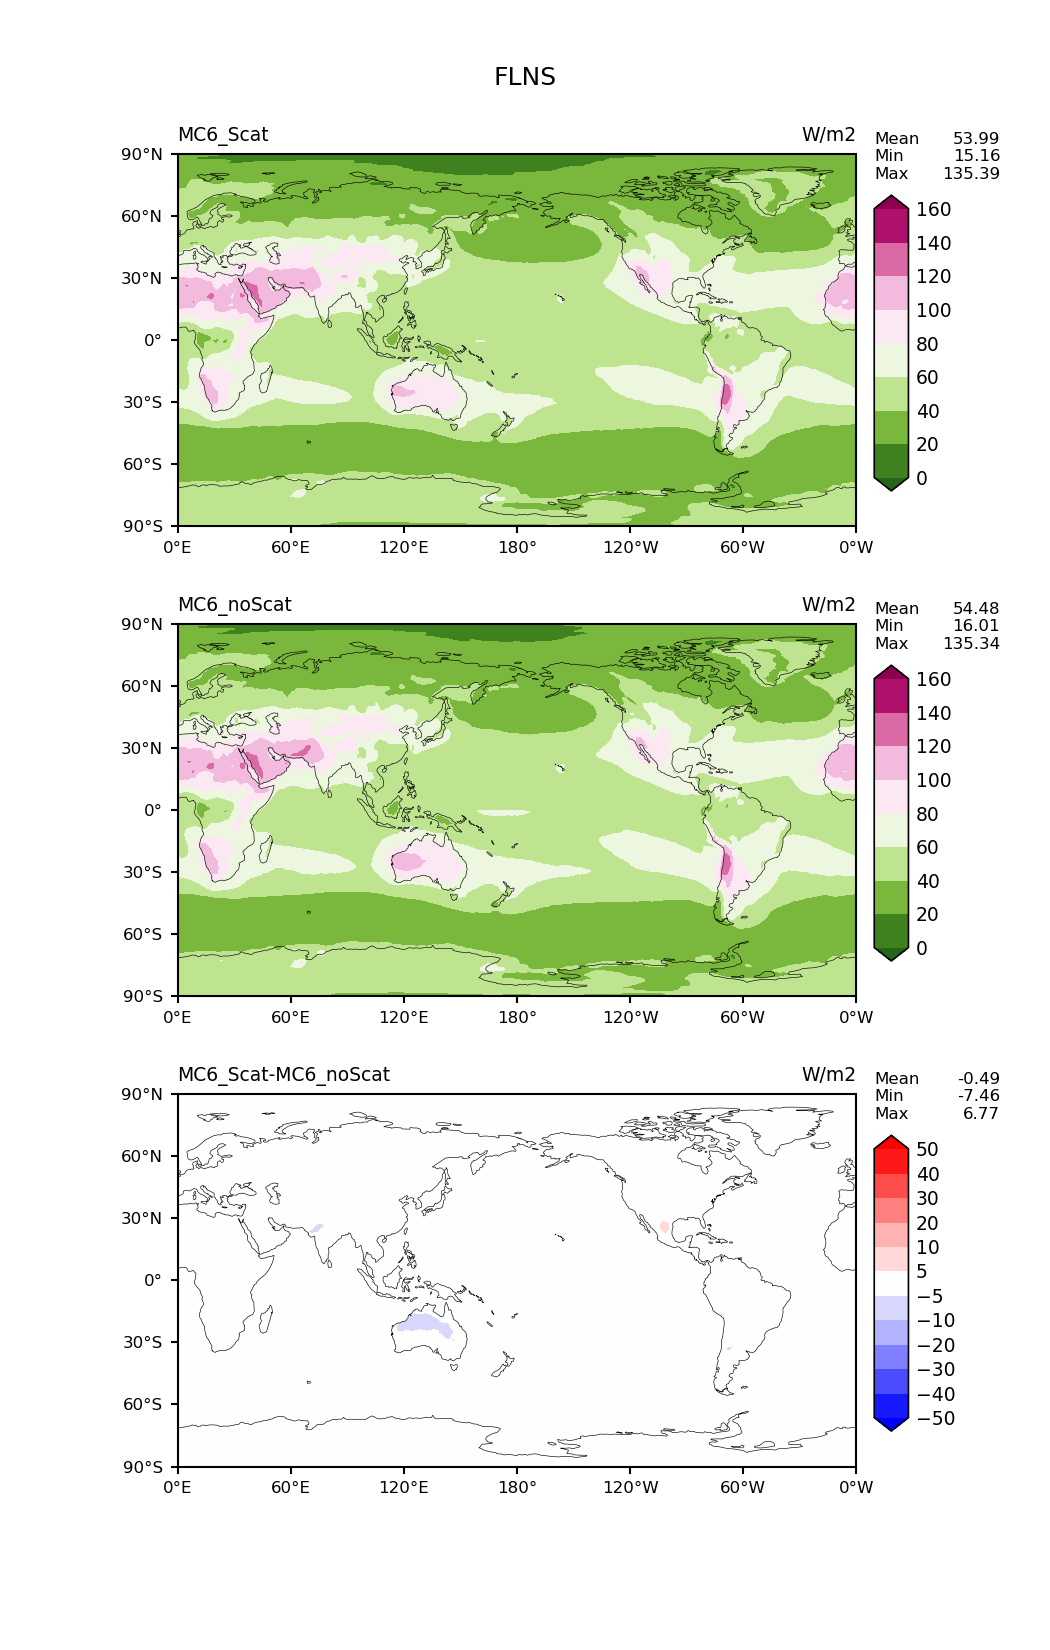 FLNS
MC6_Scat W/m2
Mean 53.99
Min 15.16
Max 135.39
90°N
60°N
30°N
0°
30°S
60°S
90°S
0°E 60°E 120°E 180° 120°W 60°W 0°W
160
140
120
100
80
60
40
20
0
MC6_noScat W/m2
Mean 54.48
Min 16.01
Max 135.34
90°N
60°N
30°N
0°
30°S
60°S
90°S
0°E 60°E 120°E 180° 120°W 60°W 0°W
160
140
120
100
80
60
40
20
0
MC6_Scat-MC6_noScat W/m2
Mean -0.49
Min -7.46
Max 6.77
90°N
60°N
30°N
0°
30°S
60°S
90°S
0°E 60°E 120°E 180° 120°W 60°W 0°W
50
40
30
20
10
5
−5
−10
−20
−30
−40
−50